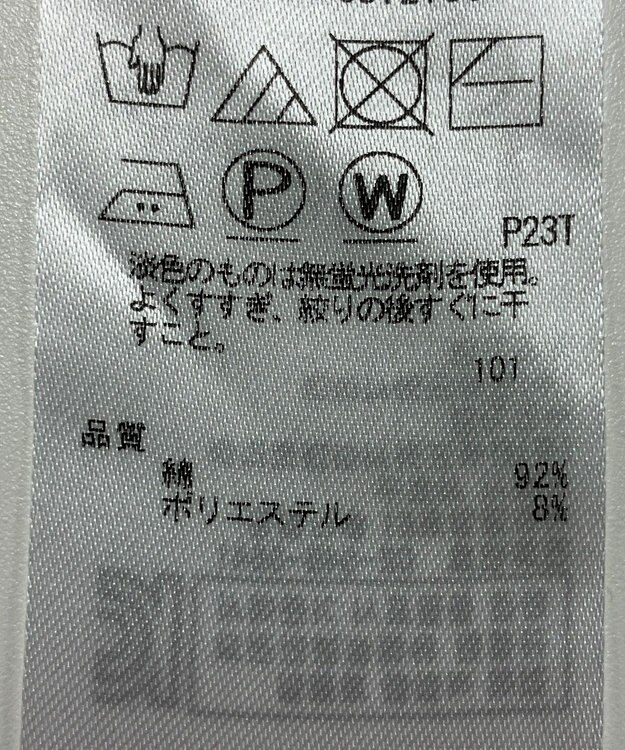 P
W
P23T
淡色のものは無蛍光洗剤を使用。
よくすすぎ、絞りの後すぐに干
すこと。
101
品質
綿 92%
ポリエステル 8%